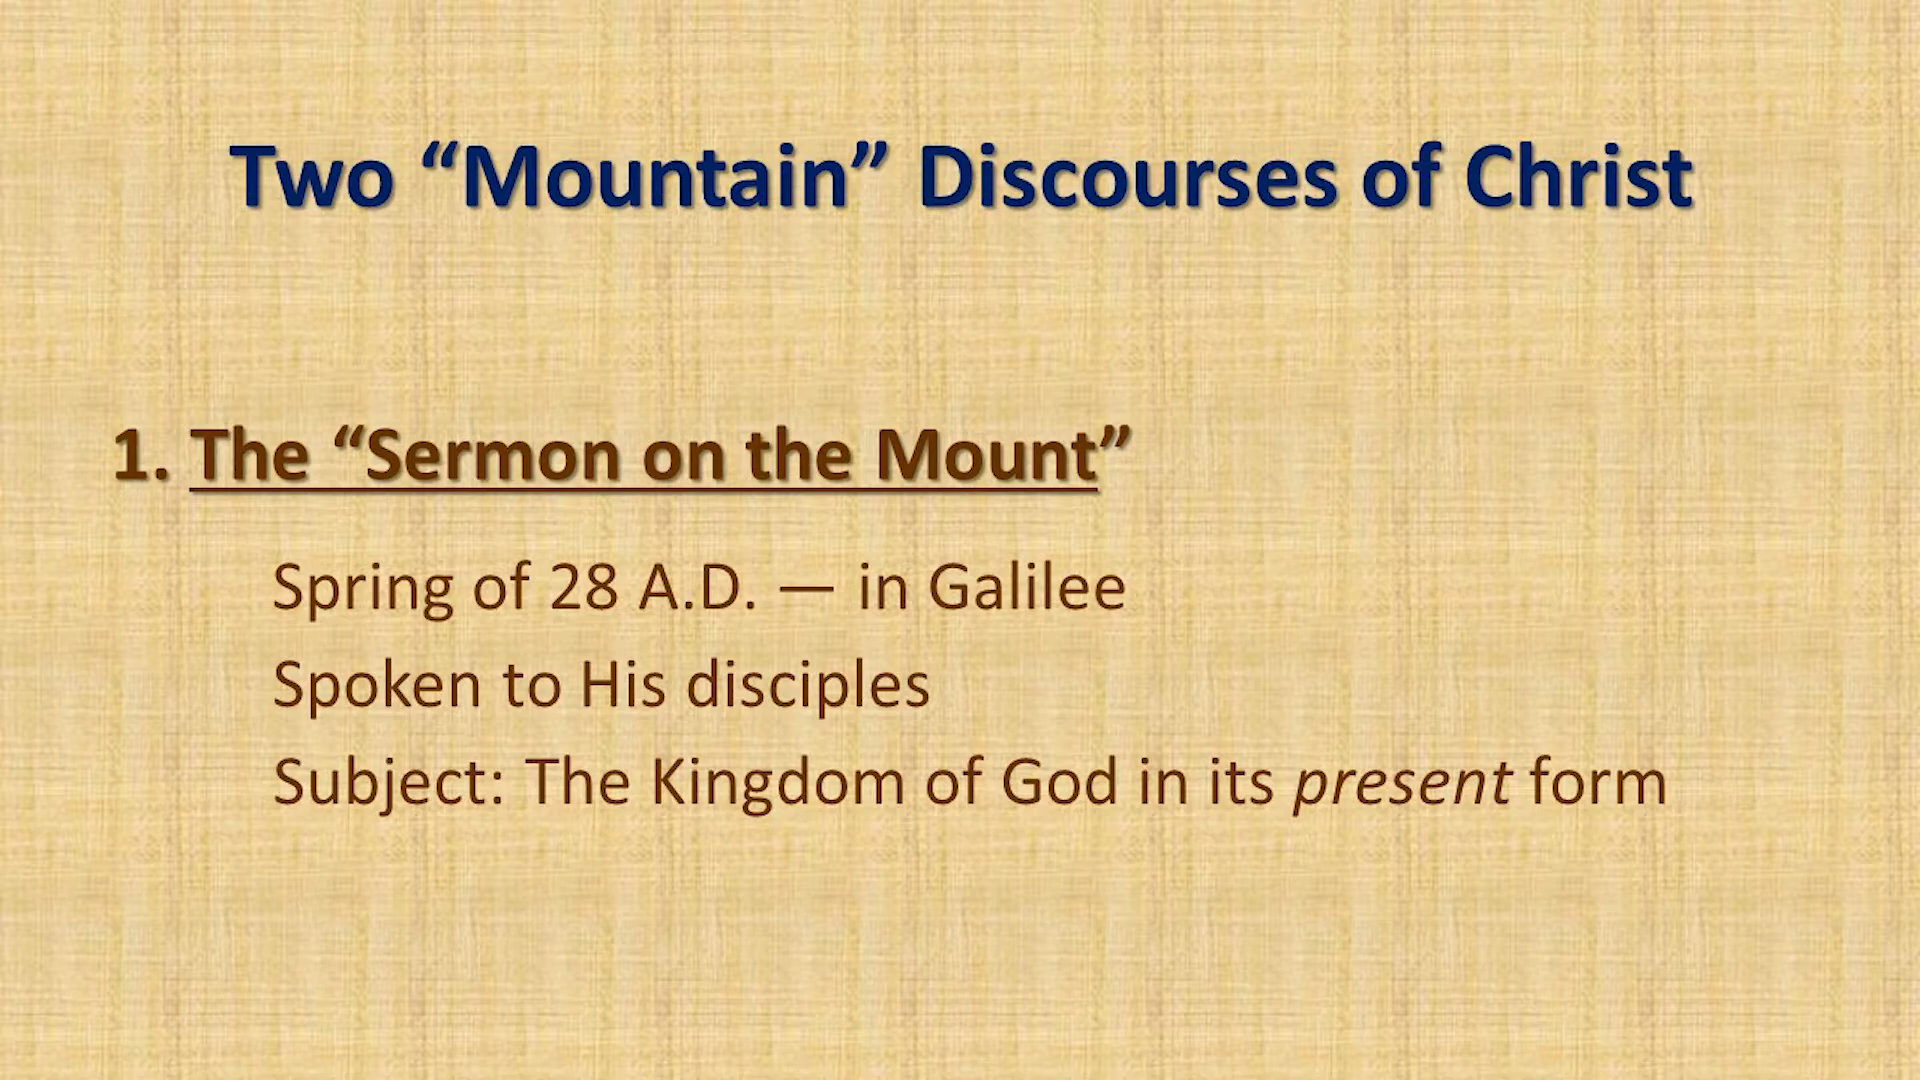 Two “Mountain” Discourses of Christ
1. The “Sermon on the Mount”
Spring of 28 A.D. — in Galilee
Spoken to His disciples
Subject: The Kingdom of God in its present form